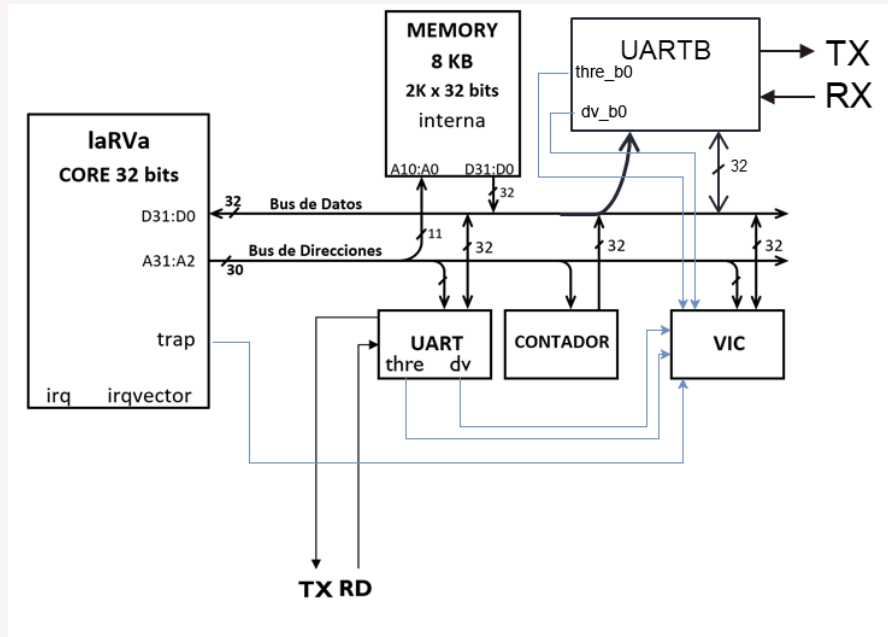 MEMORY
8 KB
2K x 32 bits
interna
A10:A0 D31:D0
UARTB
thre_b0
dv_b0
TX
RX
laRVa
CORE 32 bits
D31:D0
A31:A2
trap
irq irqvector
32
Bus de Datos
32
32
11
32
32
32
Bus de Direcciones
30
UART
thre dv
CONTADOR
VIC
TX RD